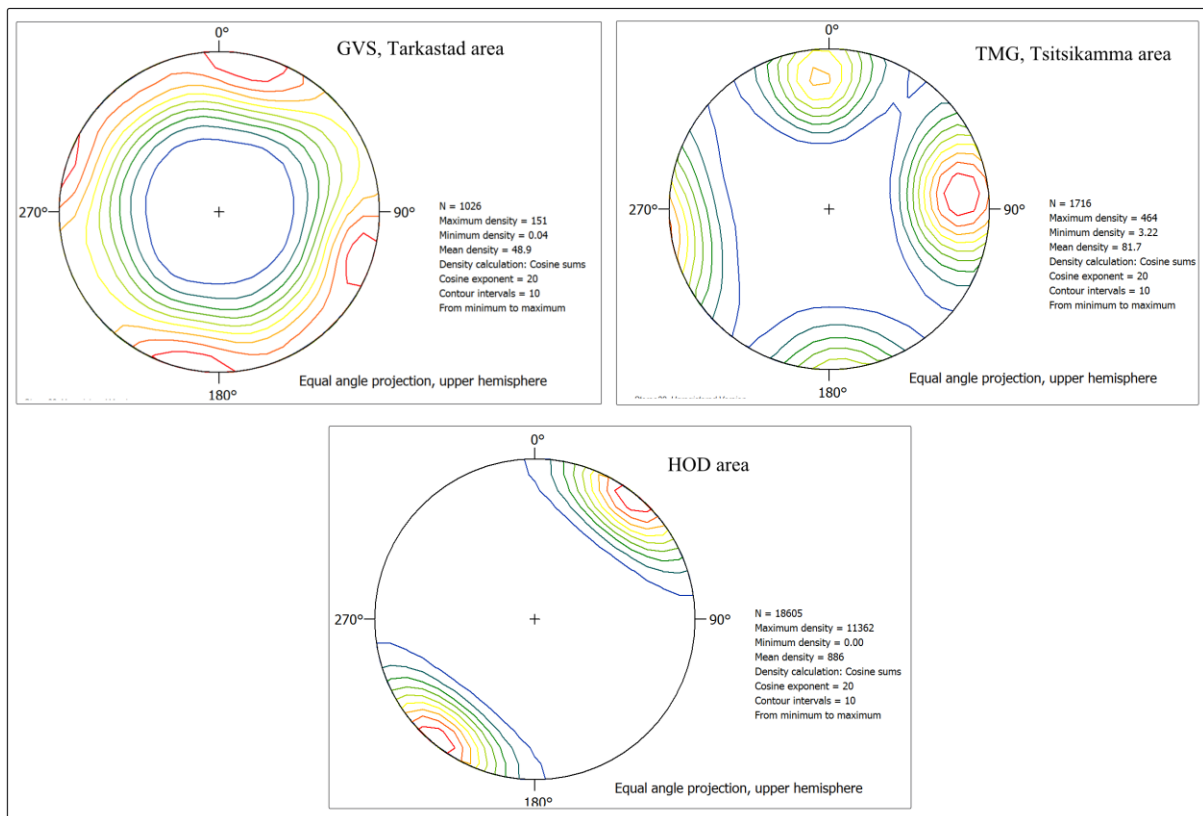 0°
GVS, Tarkastad area
270°
90°
N = 1026
Maximum density = 151
Minimum density = 0.04
Mean density = 48.9
Density calculation: Cosine sums
Cosine exponent = 20
Contour intervals = 10
From minimum to maximum
Equal angle projection, upper hemisphere
180°
0°
TMG, Tsitsikamma area
270°
90°
N = 1716
Maximum density = 464
Minimum density = 3.22
Mean density = 81.7
Density calculation: Cosine sums
Cosine exponent = 20
Contour intervals = 10
From minimum to maximum
Equal angle projection, upper hemisphere
180°
0°
HOD area
270°
90°
N = 18605
Maximum density = 11362
Minimum density = 0.00
Mean density = 886
Density calculation: Cosine sums
Cosine exponent = 20
Contour intervals = 10
From minimum to maximum
Equal angle projection, upper hemisphere
180°